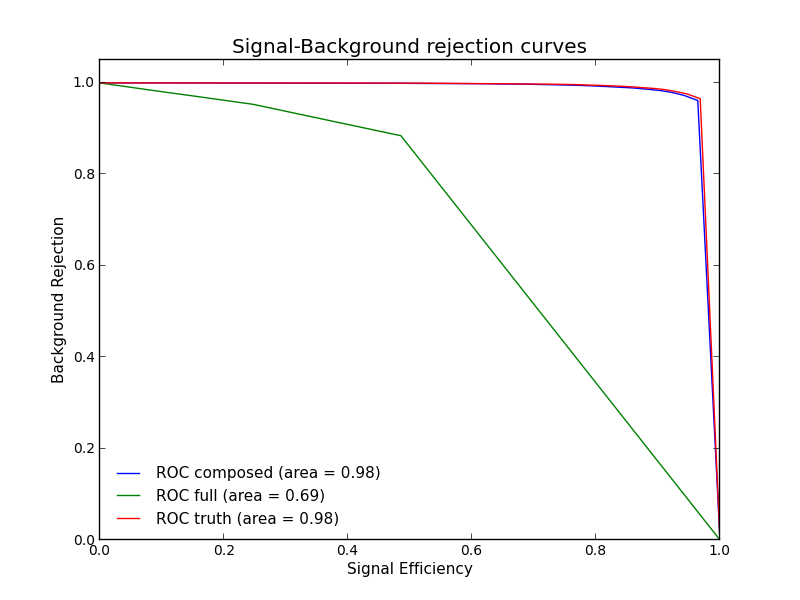 Signal-Background rejection curves
1.0
0.8
0.6
0.4
0.2
0.0
Background Rejection
ROC composed (area = 0.98)
ROC full (area = 0.69)
ROC truth (area = 0.98)
0.0 0.2 0.4 0.6 0.8 1.0
Signal Efficiency